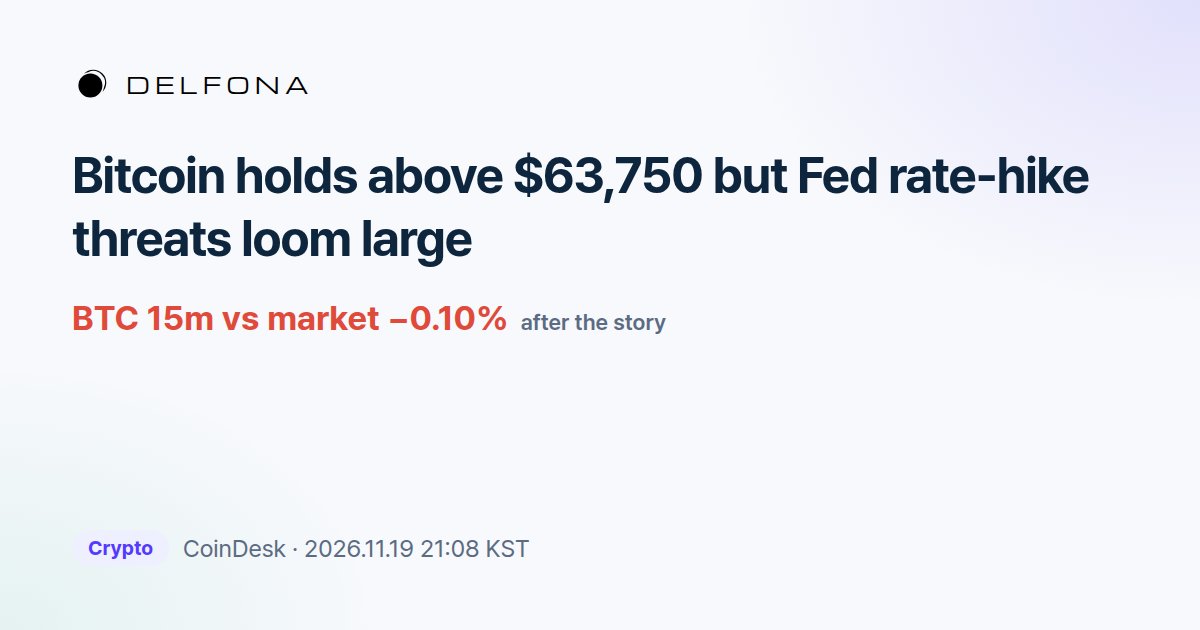 DELFONA
Bitcoin holds above $63,750 but Fed rate-hike
threats loom large
BTC 15m vs market −0.10% after the story
Crypto CoinDesk · 2026.11.19 21:08 KST